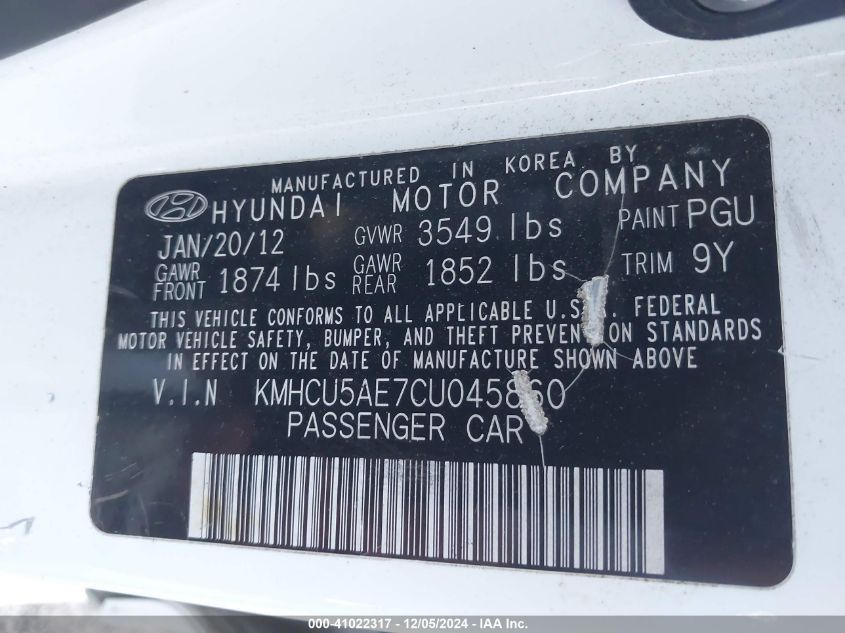 MANUFACTURED IN KOREA BY
HYUNDAI MOTOR COMPANY
JAN/20/12 GVWR 3549 lbs PAINT PGU
GAWR FRONT 1874 lbs GAWR REAR 1852 lbs TRIM 9Y
THIS VEHICLE CONFORMS TO ALL APPLICABLE U.S.A. FEDERAL
MOTOR VEHICLE SAFETY, BUMPER, AND THEFT PREVENTION STANDARDS
IN EFFECT ON THE DATE OF MANUFACTURE SHOWN ABOVE
V.I.N KMHCU5AE7CU045860
PASSENGER CAR
000-41022317 - 12/05/2024 - IAA Inc.